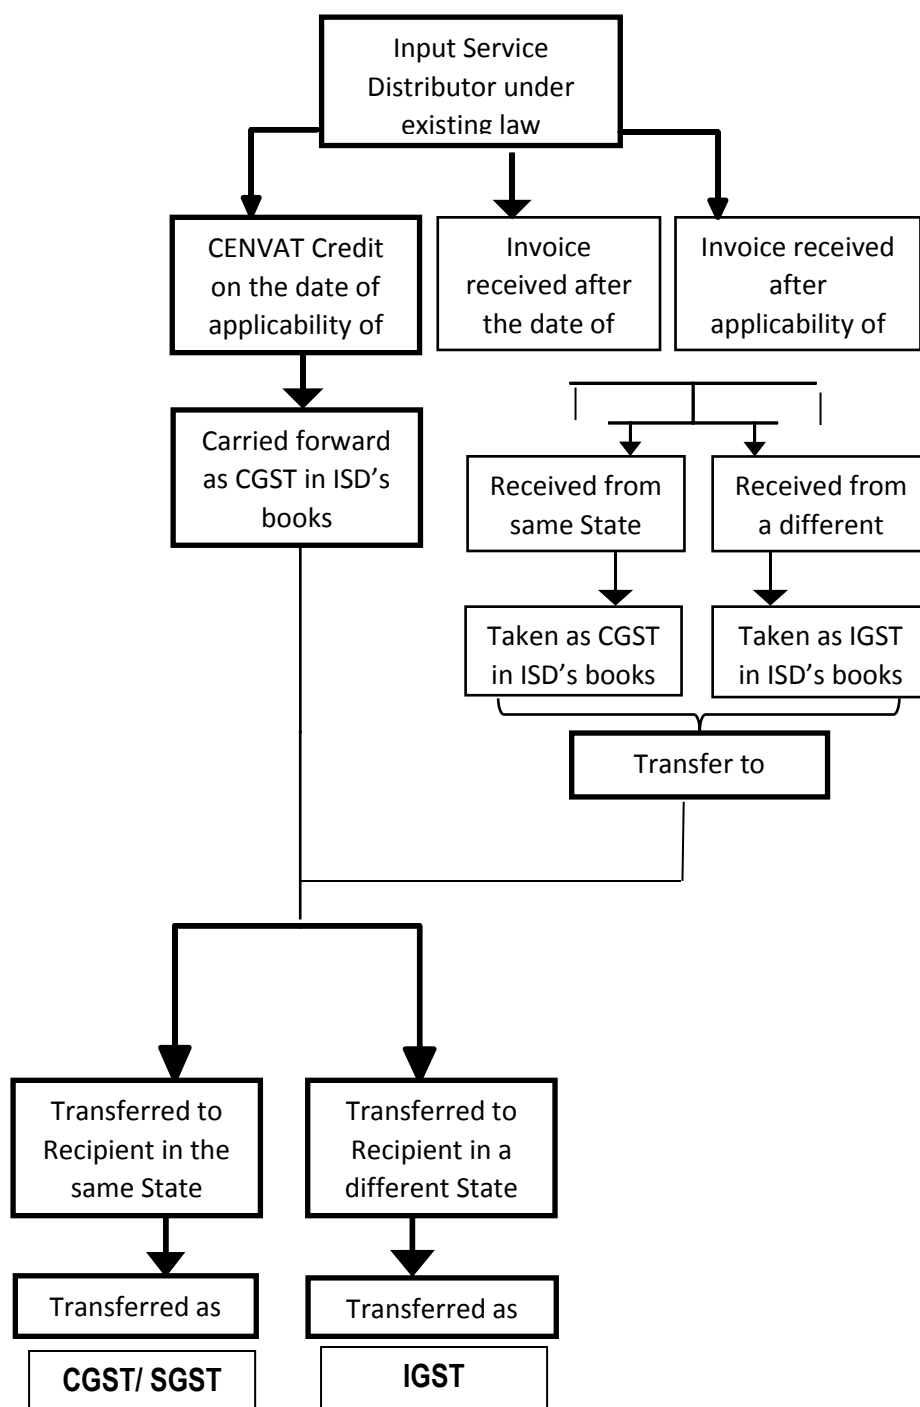 Input Service
Distributor under
existing law
CENVAT Credit
on the date of
applicability of
Invoice
received after
the date of
Invoice received
after
applicability of
Carried forward
as CGST in ISD’s
books
Received from
same State
Received from
a different
Taken as CGST
in ISD’s books
Taken as IGST
in ISD’s books
Transfer to
Transferred to
Recipient in the
same State
Transferred to
Recipient in a
different State
Transferred as
Transferred as
CGST/ SGST
IGST